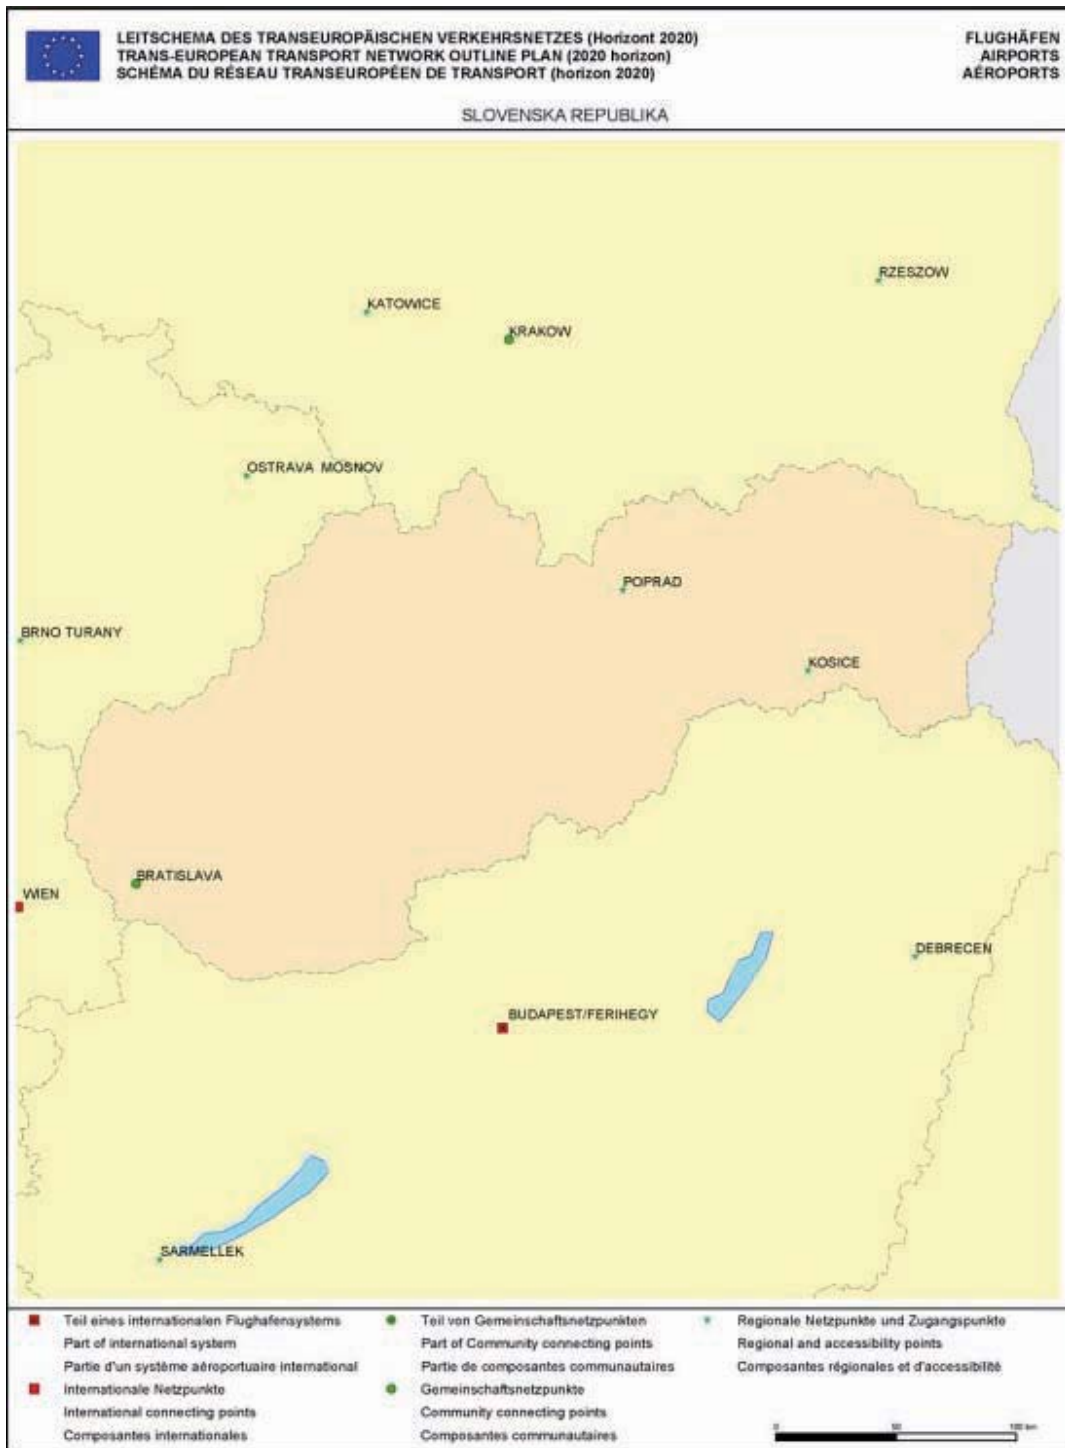 LEITSCHEMA DES TRANSEUROPÄISCHEN VERKEHRSNETZES (Horizont 2020)
TRANS-EUROPEAN TRANSPORT NETWORK OUTLINE PLAN (2020 horizon)
SCHÉMA DU RÉSEAU TRANSEUROPÉEN DE TRANSPORT (horizon 2020)
FLUGHÄFEN
AIRPORTS
AÉROPORTS
SLOVENSKA REPUBLIKA
RZESZOW
KATOWICE
KRAKOW
OSTRAVA MOSNOV
POPRAD
BRNO TURANY
KOSICE
BRATISLAVA
WIEN
DEBRECEN
BUDAPEST/FERIHEGY
SARMELLEK
Teil eines internationalen Flughafensystems
Part of international system
Partie d'un système aéroportuaire international
Internationale Netzpunkte
International connecting points
Composantes internationales
Teil von Gemeinschaftsnetzpunkten
Part of Community connecting points
Partie de composantes communautaires
Gemeinschaftsnetzpunkte
Community connecting points
Composantes communautaires
Regionale Netzpunkte und Zugangspunkte
Regional and accessibility points
Composantes régionales et d'accessibilité
0 50 100 km